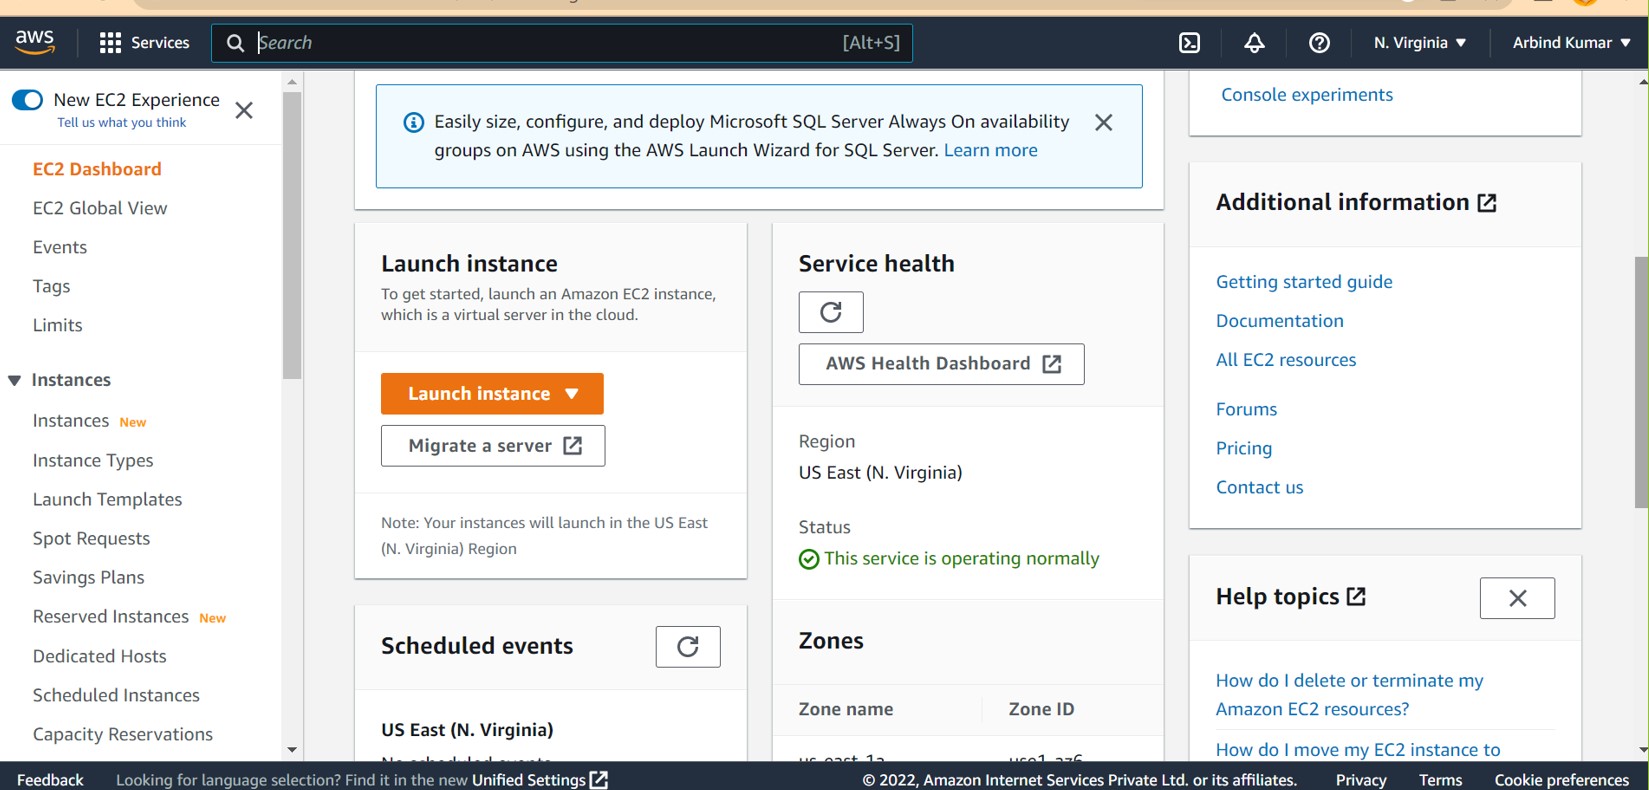 aws
Services
Search
[Alt+S]
N. Virginia
Arbind Kumar
New EC2 Experience
Tell us what you think
EC2 Dashboard
EC2 Global View
Events
Tags
Limits
Instances
Instances New
Instance Types
Launch Templates
Spot Requests
Savings Plans
Reserved Instances New
Dedicated Hosts
Scheduled Instances
Capacity Reservations
Easily size, configure, and deploy Microsoft SQL Server Always On availability
groups on AWS using the AWS Launch Wizard for SQL Server. Learn more
Launch instance
To get started, launch an Amazon EC2 instance,
which is a virtual server in the cloud.
Launch instance
Migrate a server
Note: Your instances will launch in the US East
(N. Virginia) Region
Scheduled events
US East (N. Virginia)
No scheduled events
Service health
AWS Health Dashboard
Region
US East (N. Virginia)
Status
This service is operating normally
Zones
Zone name
Zone ID
us-east-1a
use1-az6
Console experiments
Additional information
Getting started guide
Documentation
All EC2 resources
Forums
Pricing
Contact us
Help topics
How do I delete or terminate my
Amazon EC2 resources?
How do I move my EC2 instance to
Feedback
Looking for language selection? Find it in the new Unified Settings
© 2022, Amazon Internet Services Private Ltd. or its affiliates.
Privacy
Terms
Cookie preferences